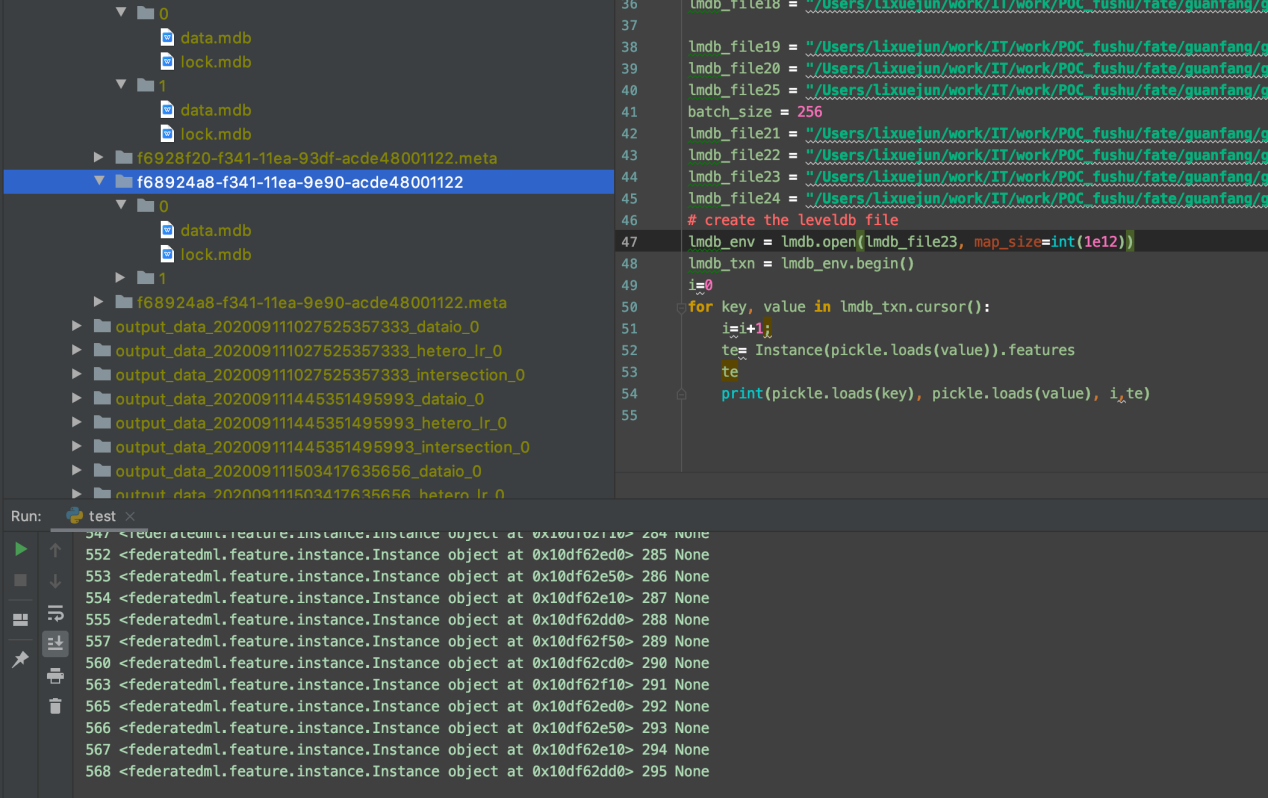 0
data.mdb
lock.mdb
1
data.mdb
lock.mdb
f6928f20-f341-11ea-93df-acde48001122.meta
f68924a8-f341-11ea-9e90-acde48001122
0
data.mdb
lock.mdb
1
f68924a8-f341-11ea-9e90-acde48001122.meta
output_data_202009111027525357333_dataio_0
output_data_202009111027525357333_hetero_lr_0
output_data_202009111027525357333_intersection_0
output_data_202009111445351495993_dataio_0
output_data_202009111445351495993_hetero_lr_0
output_data_202009111445351495993_intersection_0
output_data_202009111503417635656_dataio_0
output_data_202009111503417635656_hetero_lr_0
36 lmdb_file18 = "/Users/lixuejun/work/IT/work/POC_fushu/fate/guanfang/g
37
38 lmdb_file19 = "/Users/lixuejun/work/IT/work/POC_fushu/fate/guanfang/g
39 lmdb_file20 = "/Users/lixuejun/work/IT/work/POC_fushu/fate/guanfang/g
40 lmdb_file25 = "/Users/lixuejun/work/IT/work/POC_fushu/fate/guanfang/g
41 batch_size = 256
42 lmdb_file21 = "/Users/lixuejun/work/IT/work/POC_fushu/fate/guanfang/g
43 lmdb_file22 = "/Users/lixuejun/work/IT/work/POC_fushu/fate/guanfang/g
44 lmdb_file23 = "/Users/lixuejun/work/IT/work/POC_fushu/fate/guanfang/g
45 lmdb_file24 = "/Users/lixuejun/work/IT/work/POC_fushu/fate/guanfang/g
46 # create the leveldb file
47 lmdb_env = lmdb.open(lmdb_file23, map_size=int(1e12))
48 lmdb_txn = lmdb_env.begin()
49 i=0
50 for key, value in lmdb_txn.cursor():
51 i=i+1;
52 te= Instance(pickle.loads(value)).features
53 te
54 print(pickle.loads(key), pickle.loads(value), i,te)
55
Run: test
547 <federatedml.feature.instance.Instance object at 0x10df62f10> 284 None
552 <federatedml.feature.instance.Instance object at 0x10df62ed0> 285 None
553 <federatedml.feature.instance.Instance object at 0x10df62e50> 286 None
554 <federatedml.feature.instance.Instance object at 0x10df62e10> 287 None
555 <federatedml.feature.instance.Instance object at 0x10df62dd0> 288 None
557 <federatedml.feature.instance.Instance object at 0x10df62f50> 289 None
560 <federatedml.feature.instance.Instance object at 0x10df62cd0> 290 None
563 <federatedml.feature.instance.Instance object at 0x10df62f10> 291 None
565 <federatedml.feature.instance.Instance object at 0x10df62ed0> 292 None
566 <federatedml.feature.instance.Instance object at 0x10df62e50> 293 None
567 <federatedml.feature.instance.Instance object at 0x10df62e10> 294 None
568 <federatedml.feature.instance.Instance object at 0x10df62dd0> 295 None